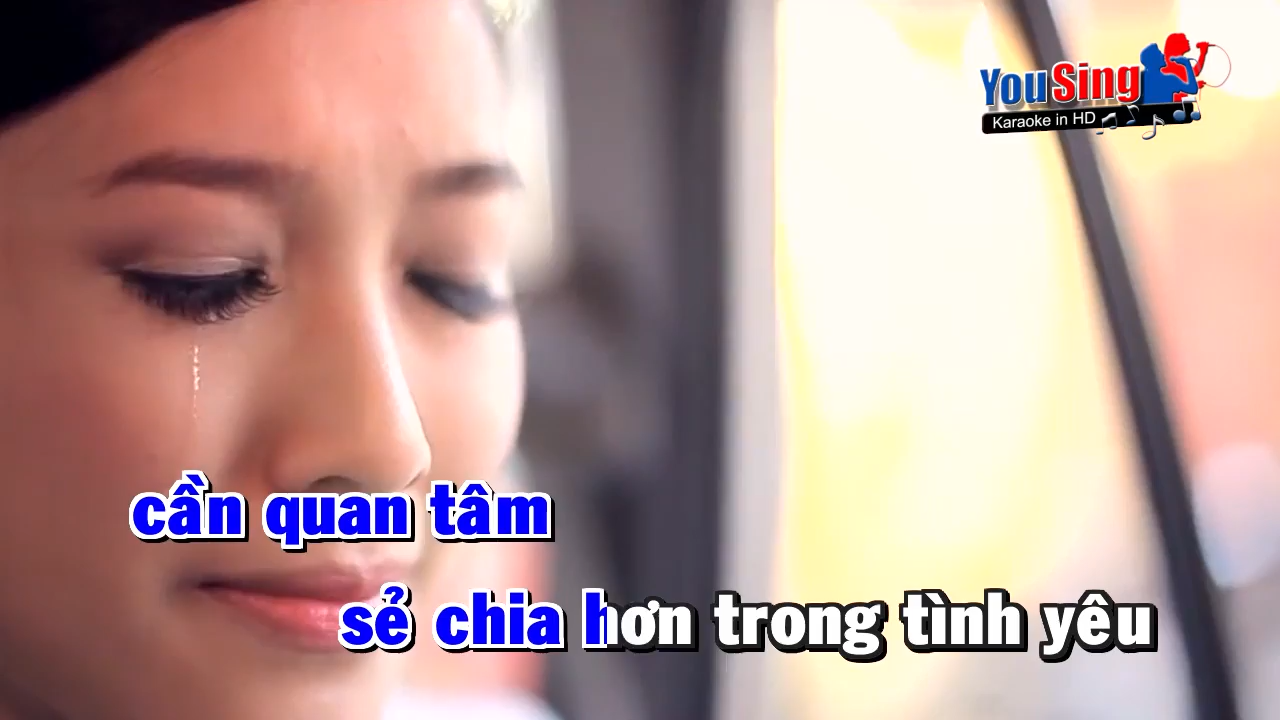 YouSing
Karaoke in HD
cần quan tâm
sẻ chia hơn trong tình yêu